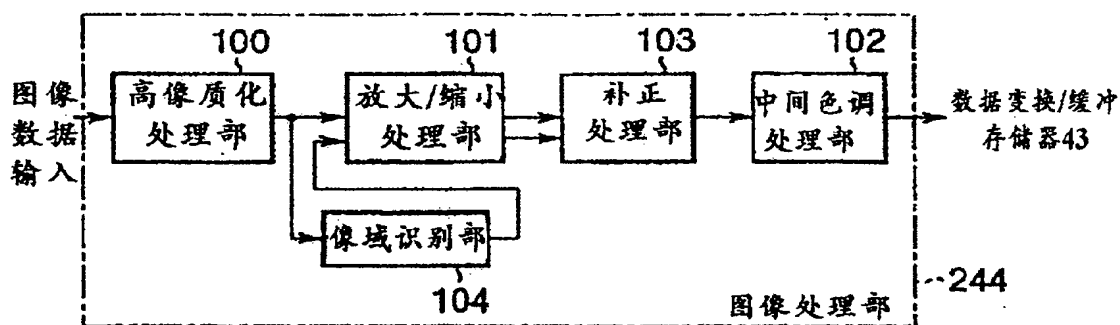 100
101
103
102
图像
数据
输入
高像质化
处理部
放大/缩小
处理部
补正
处理部
中间色调
处理部
数据变换/缓冲
存储器43
像域识别部
104
图像处理部
244